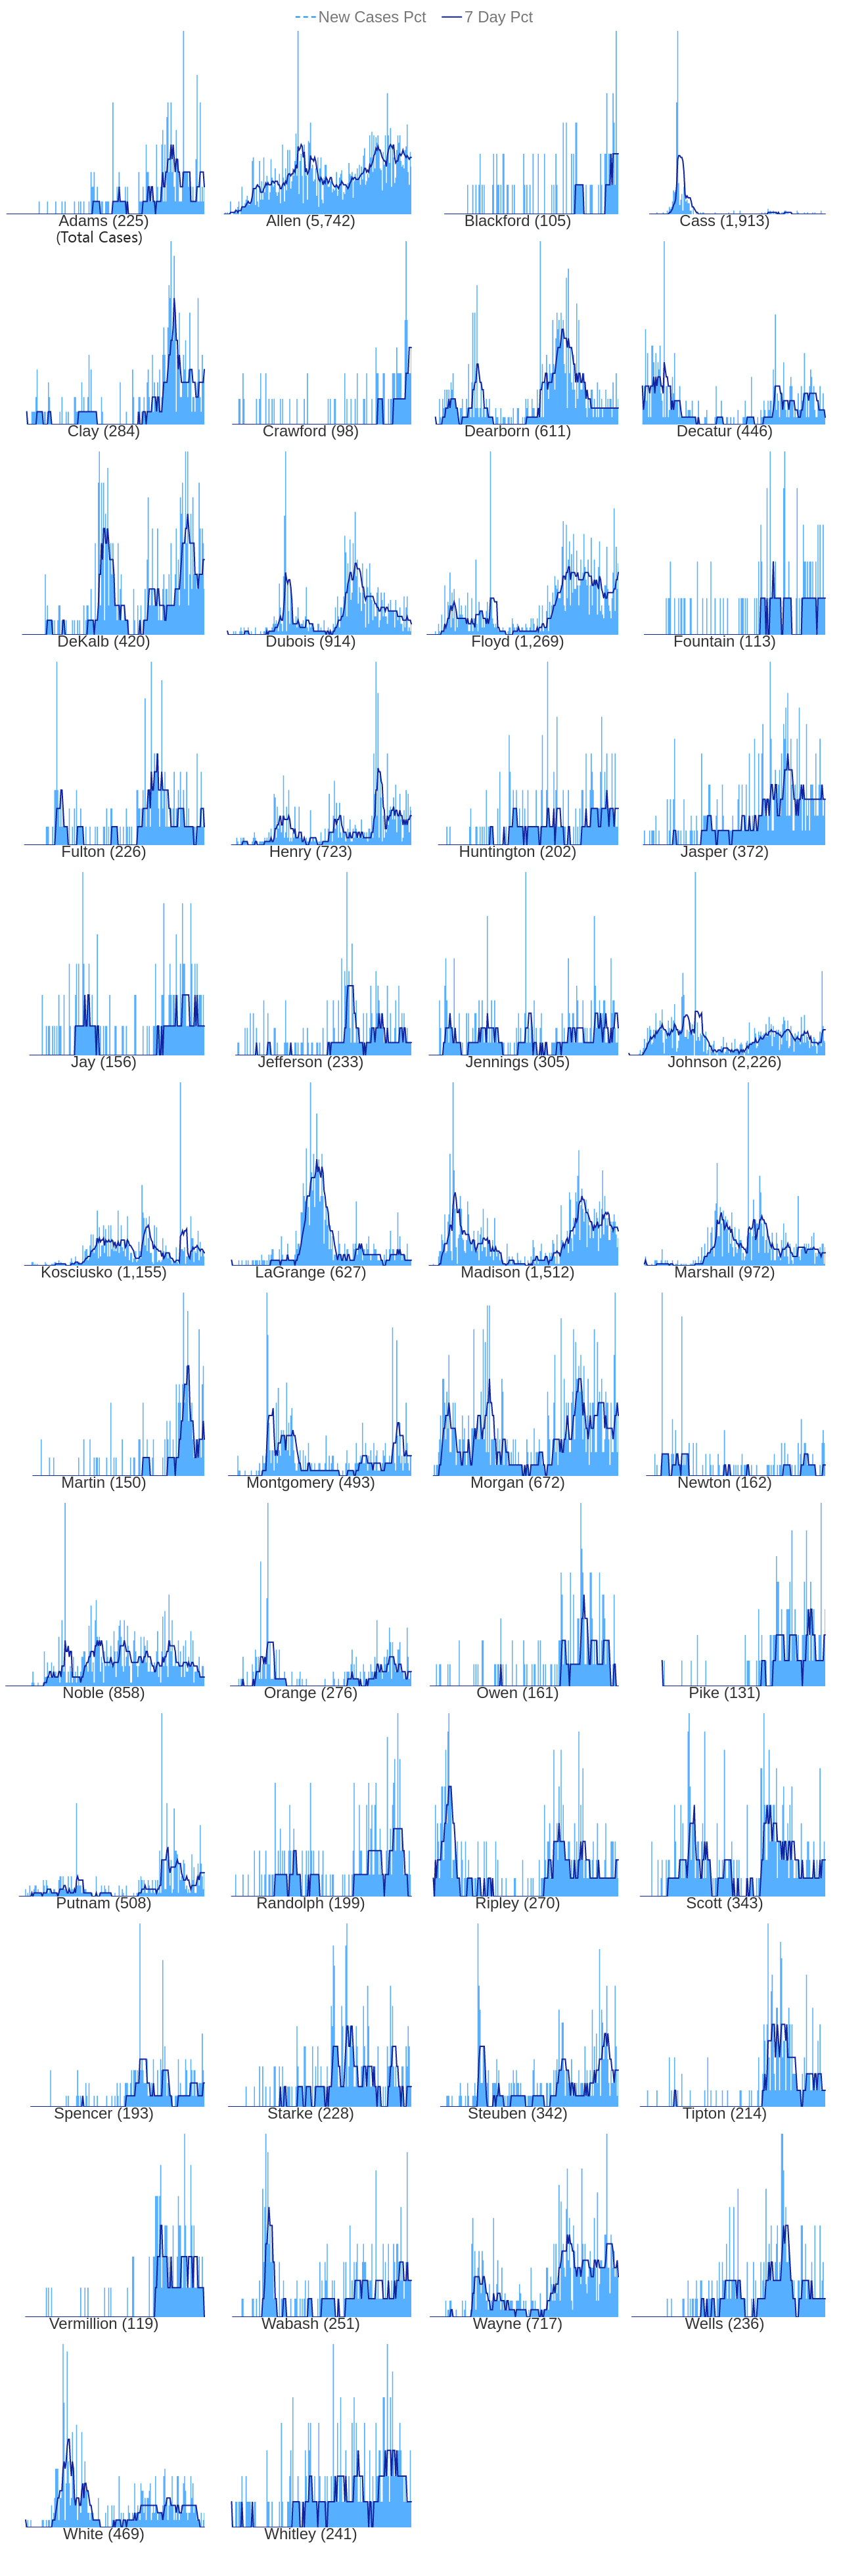 New Cases Pct 7 Day Pct
Adams (225) Allen (5,742) Blackford (105) Cass (1,913)
(Total Cases)
Clay (284) Crawford (98) Dearborn (611) Decatur (446)
DeKalb (420) Dubois (914) Floyd (1,269) Fountain (113)
Fulton (226) Henry (723) Huntington (202) Jasper (372)
Jay (156) Jefferson (233) Jennings (305) Johnson (2,226)
Kosciusko (1,155) LaGrange (627) Madison (1,512) Marshall (972)
Martin (150) Montgomery (493) Morgan (672) Newton (162)
Noble (858) Orange (276) Owen (161) Pike (131)
Putnam (508) Randolph (199) Ripley (270) Scott (343)
Spencer (193) Starke (228) Steuben (342) Tipton (214)
Vermillion (119) Wabash (251) Wayne (717) Wells (236)
White (469) Whitley (241)